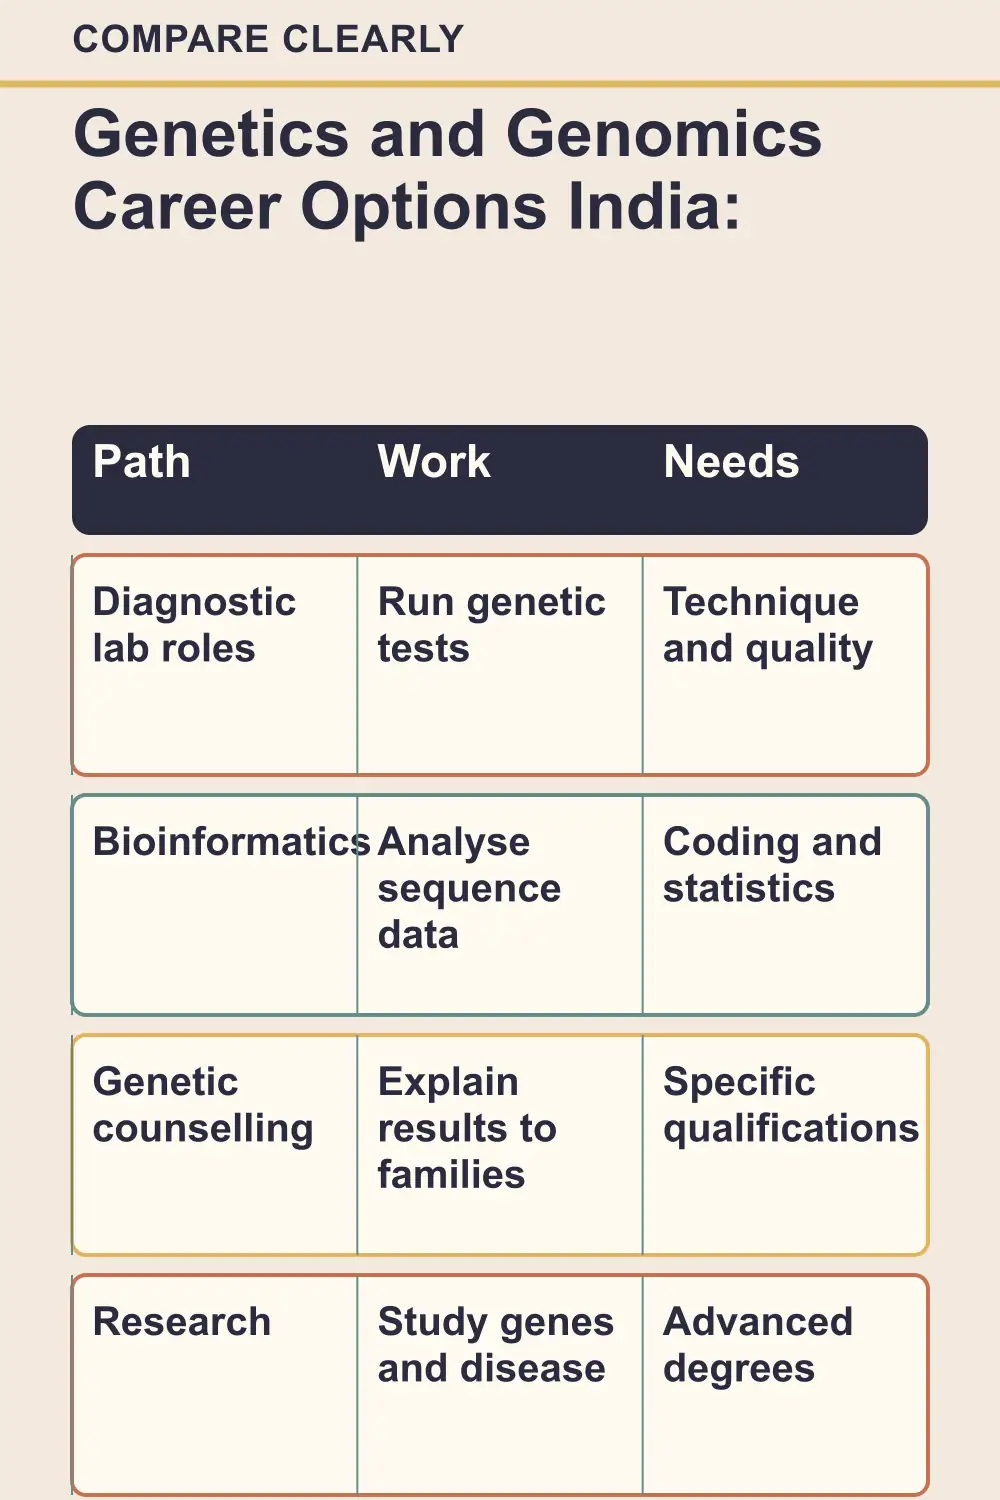 COMPARE CLEARLY
Genetics and Genomics
Career Options India:
Path Work Needs
Diagnostic
lab roles
Run genetic
tests
Technique
and quality
Bioinformatics
Analyse
sequence
data
Coding and
statistics
Genetic
counselling
Explain
results to
families
Specific
qualifications
Research
Study genes
and disease
Advanced
degrees